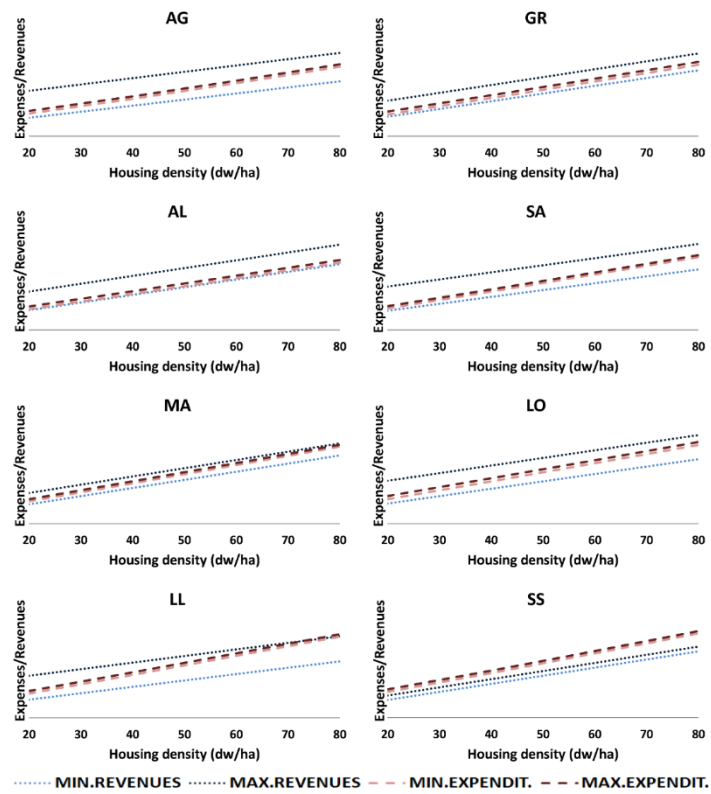 AG
Expenses/Revenues
20 30 40 50 60 70 80
Housing density (dw/ha)
GR
Expenses/Revenues
20 30 40 50 60 70 80
Housing density (dw/ha)
AL
Expenses/Revenues
20 30 40 50 60 70 80
Housing density (dw/ha)
SA
Expenses/Revenues
20 30 40 50 60 70 80
Housing density (dw/ha)
MA
Expenses/Revenues
20 30 40 50 60 70 80
Housing density (dw/ha)
LO
Expenses/Revenues
20 30 40 50 60 70 80
Housing density (dw/ha)
LL
Expenses/Revenues
20 30 40 50 60 70 80
Housing density (dw/ha)
SS
Expenses/Revenues
20 30 40 50 60 70 80
Housing density (dw/ha)
MIN.REVENUES MAX.REVENUES MIN.EXPENDIT. MAX.EXPENDIT.